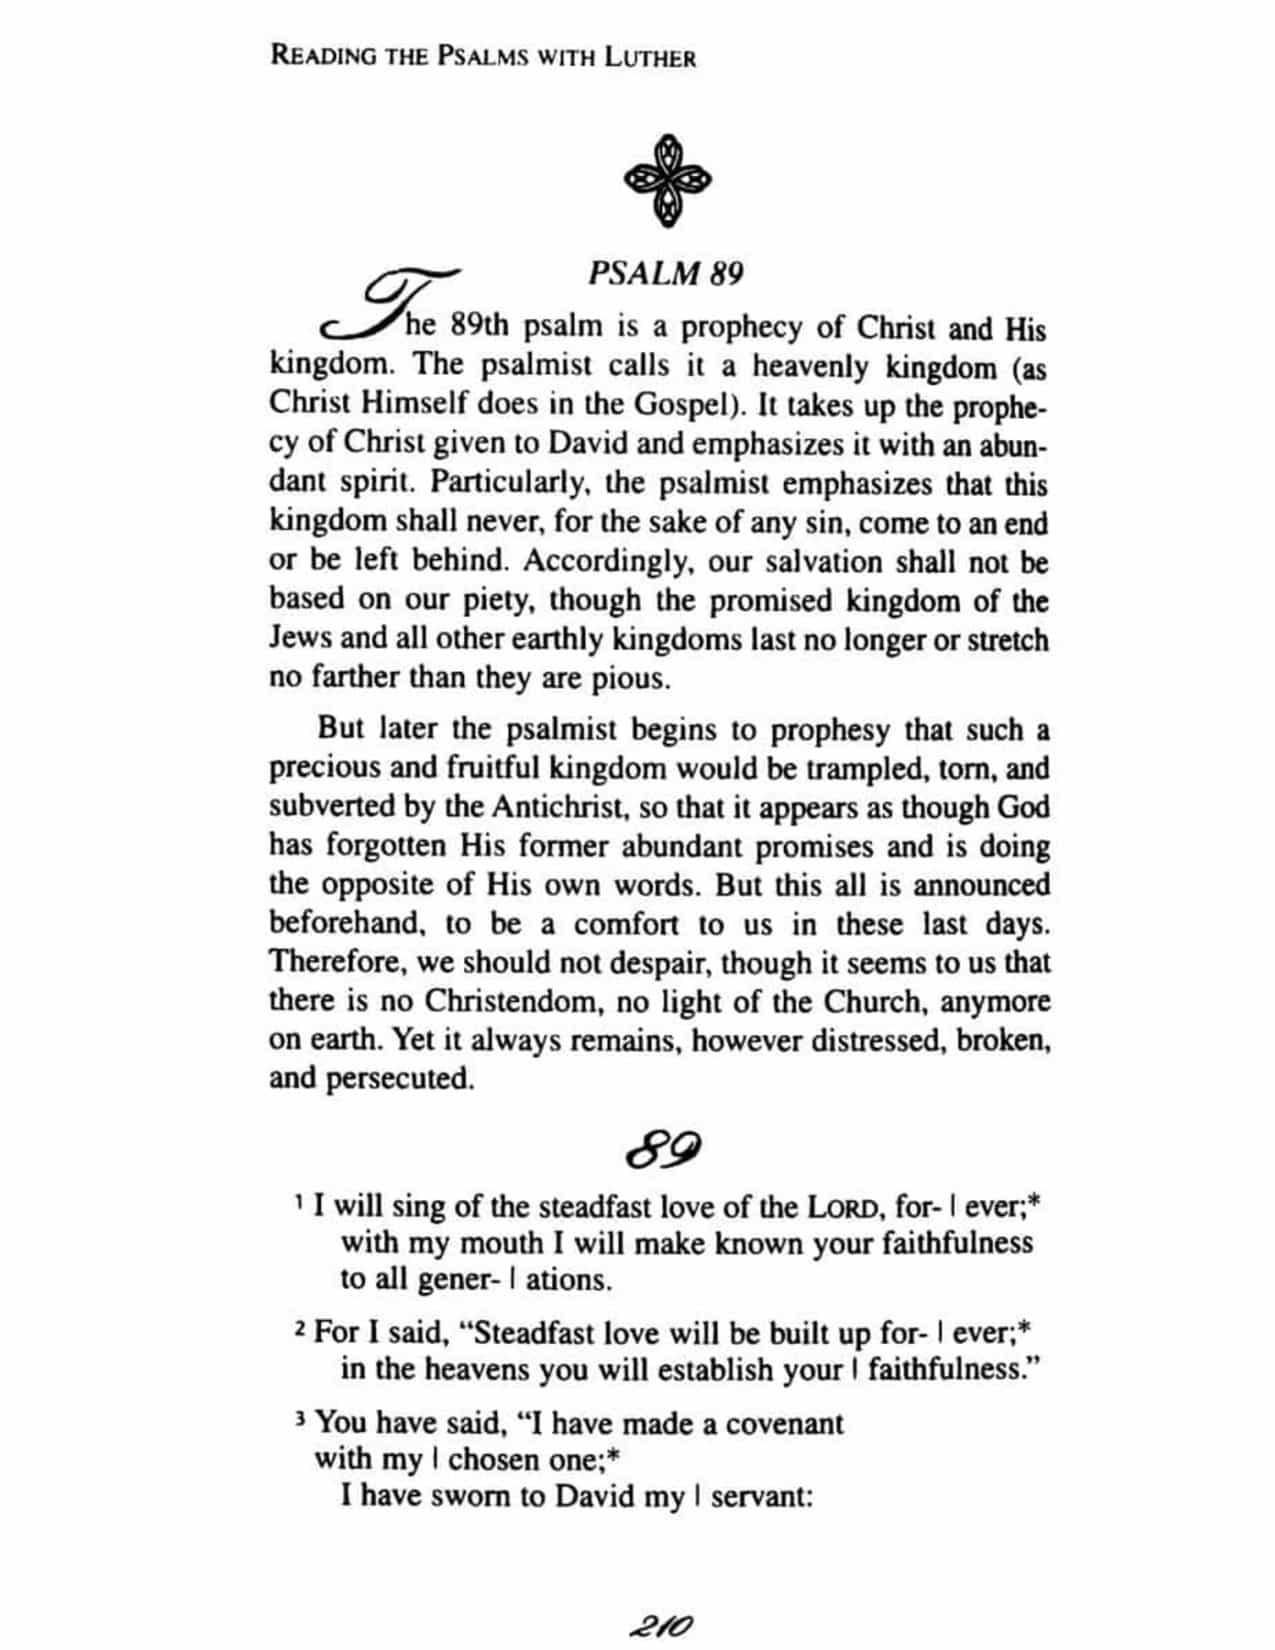 READING THE PSALMS WITH LUTHER
PSALM 89
The 89th psalm is a prophecy of Christ and His
kingdom. The psalmist calls it a heavenly kingdom (as
Christ Himself does in the Gospel). It takes up the prophe-
cy of Christ given to David and emphasizes it with an abun-
dant spirit. Particularly, the psalmist emphasizes that this
kingdom shall never, for the sake of any sin, come to an end
or be left behind. Accordingly, our salvation shall not be
based on our piety, though the promised kingdom of the
Jews and all other earthly kingdoms last no longer or stretch
no farther than they are pious.
But later the psalmist begins to prophesy that such a
precious and fruitful kingdom would be trampled, torn, and
subverted by the Antichrist, so that it appears as though God
has forgotten His former abundant promises and is doing
the opposite of His own words. But this all is announced
beforehand, to be a comfort to us in these last days.
Therefore, we should not despair, though it seems to us that
there is no Christendom, no light of the Church, anymore
on earth. Yet it always remains, however distressed, broken,
and persecuted.
89
1 I will sing of the steadfast love of the LORD, for- | ever;*
with my mouth I will make known your faithfulness
to all gener- | ations.
2 For I said, “Steadfast love will be built up for- | ever;*
in the heavens you will establish your | faithfulness.”
3 You have said, “I have made a covenant
with my | chosen one;*
I have sworn to David my | servant:
210